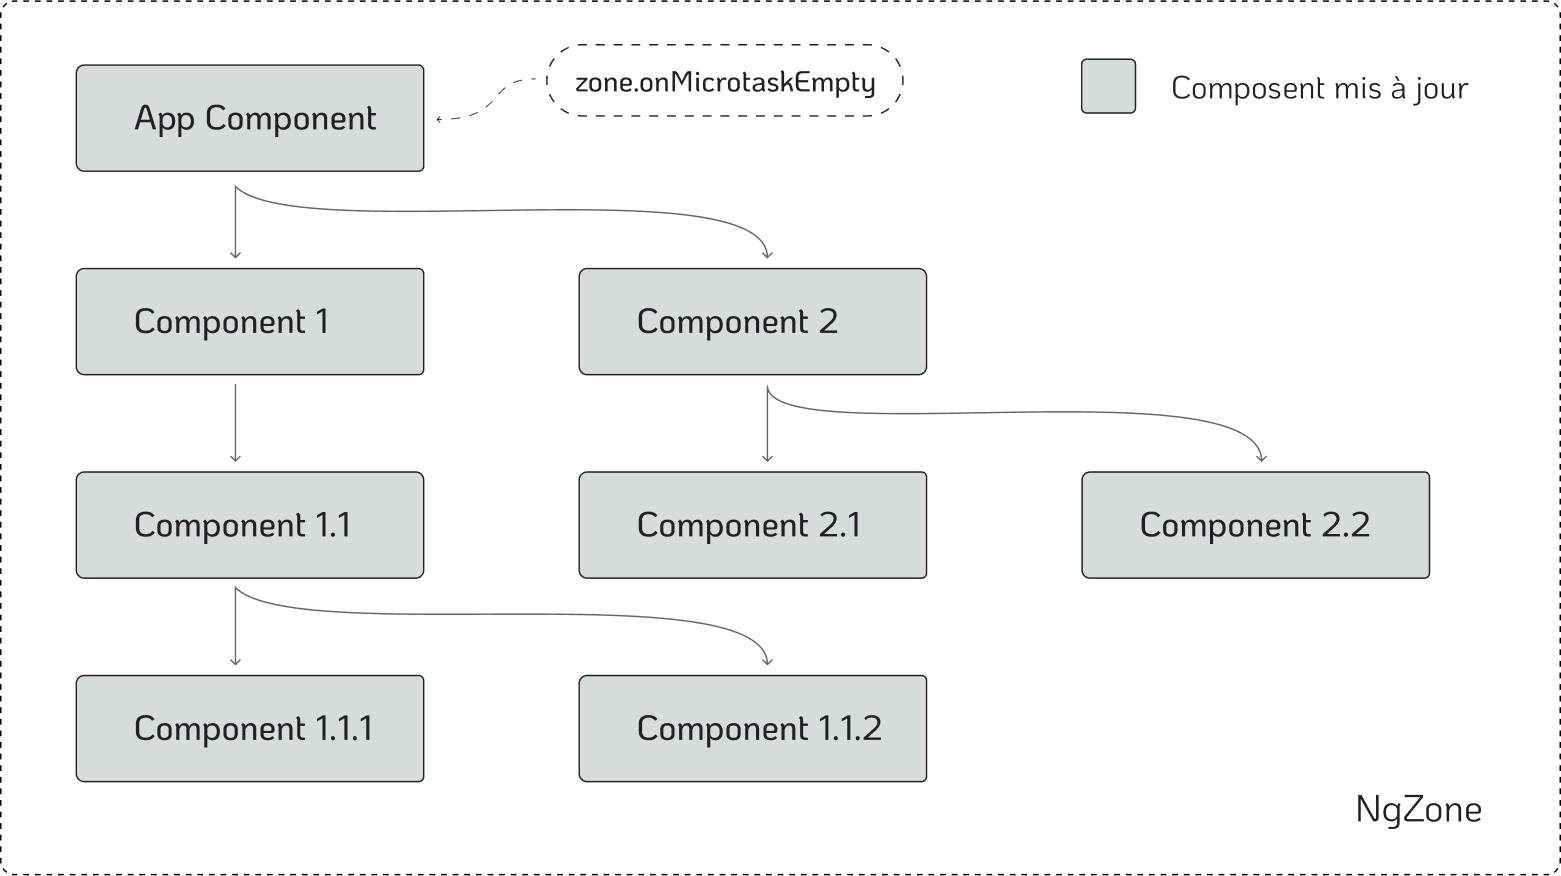 zone.onMicrotaskEmpty
Composent mis à jour
App Component
Component 1
Component 2
Component 1.1
Component 2.1
Component 2.2
Component 1.1.1
Component 1.1.2
NgZone